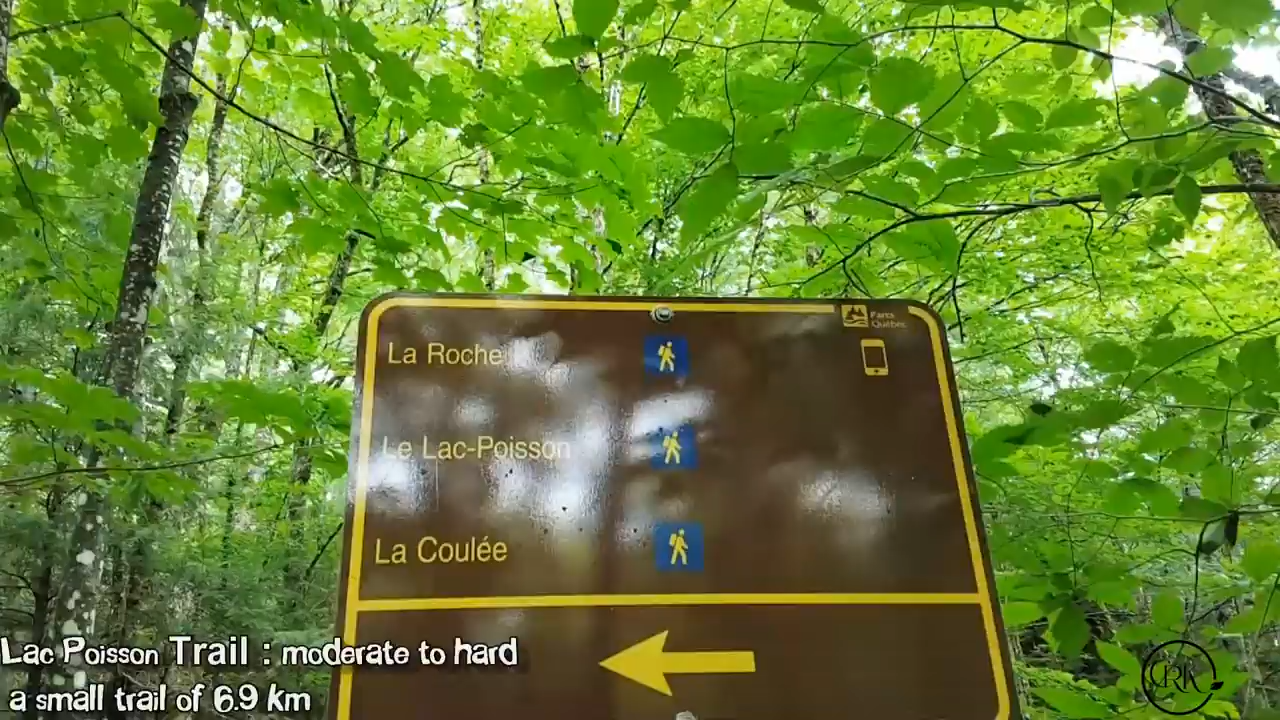 Parcs
Québec
La Roche
Le Lac-Poisson
La Coulée
Lac Poisson Trail : moderate to hard
a small trail of 6.9 km
CRK